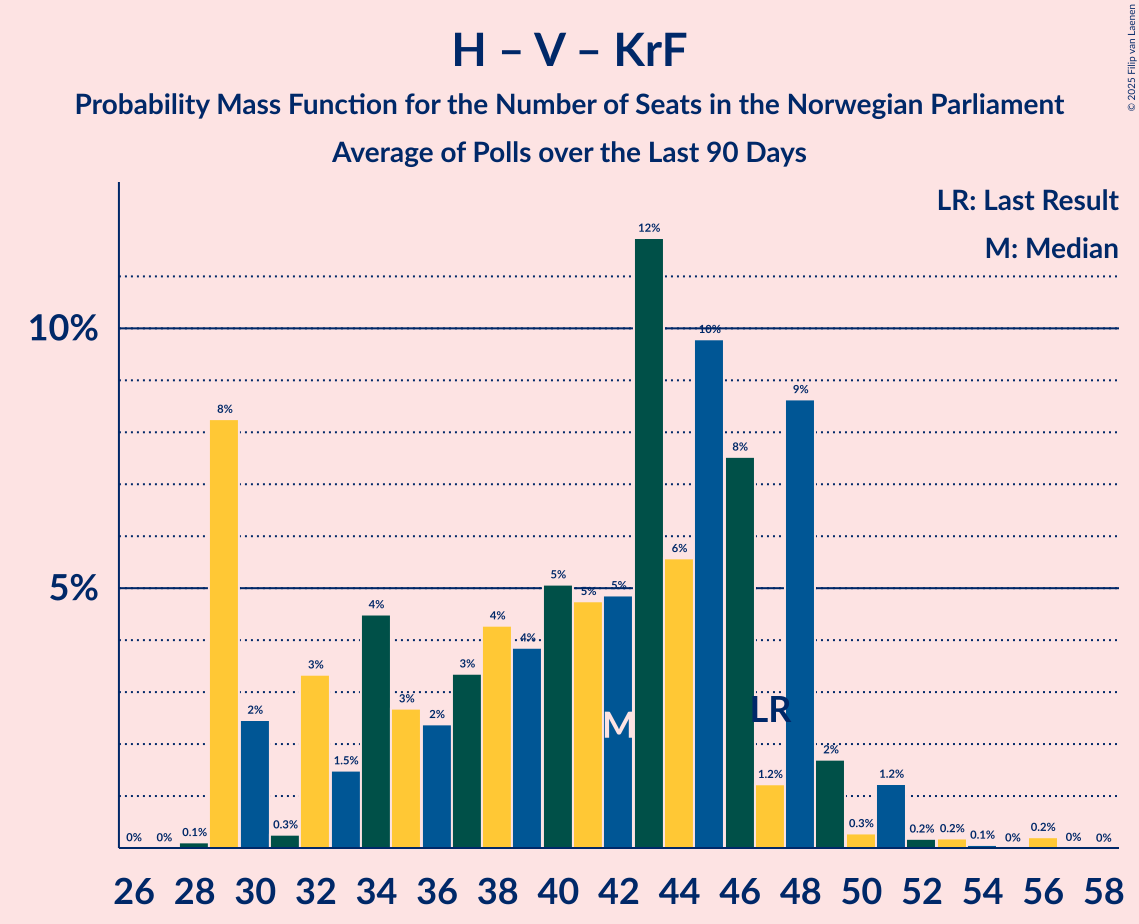 H – V – KrF
Probability Mass Function for the Number of Seats in the Norwegian Parliament
Average of Polls over the Last 90 Days
© 2025 Filip van Laenen
LR: Last Result
M: Median
10%
5%
0% 0% 0.1% 8% 2% 0.3% 3% 1.5% 4% 3% 2% 3% 4% 4% 5% 5% 5% 12% 6% 10% 8% 1.2% 9% 2% 0.3% 1.2% 0.2% 0.2% 0.1% 0% 0.2% 0% 0%
M LR
26 28 30 32 34 36 38 40 42 44 46 48 50 52 54 56 58